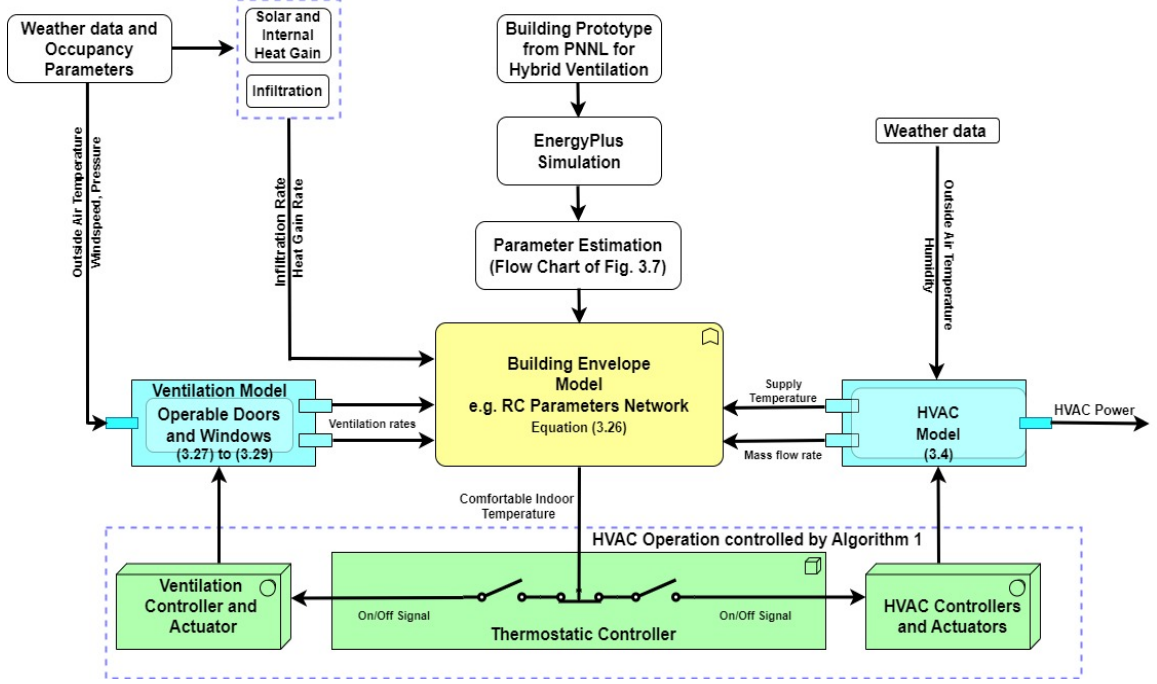 Weather data and
Occupancy
Parameters
Solar and
Internal
Heat Gain
Infiltration
Building Prototype
from PNNL for
Hybrid Ventilation
EnergyPlus
Simulation
Weather data
Outside Air Temperature
Windspeed, Pressure
Infiltration Rate
Heat Gain Rate
Parameter Estimation
(Flow Chart of Fig. 3.7)
Outside Air Temperature
Humidity
Building Envelope
Model
e.g. RC Parameters Network
Equation (3.26)
Ventilation Model
Operable Doors
and Windows
(3.27) to (3.29)
Ventilation rates
Supply
Temperature
Mass flow rate
HVAC
Model
(3.4)
HVAC Power
Comfortable Indoor
Temperature
HVAC Operation controlled by Algorithm 1
Ventilation
Controller and
Actuator
On/Off Signal
Thermostatic Controller
On/Off Signal
HVAC Controllers
and Actuators